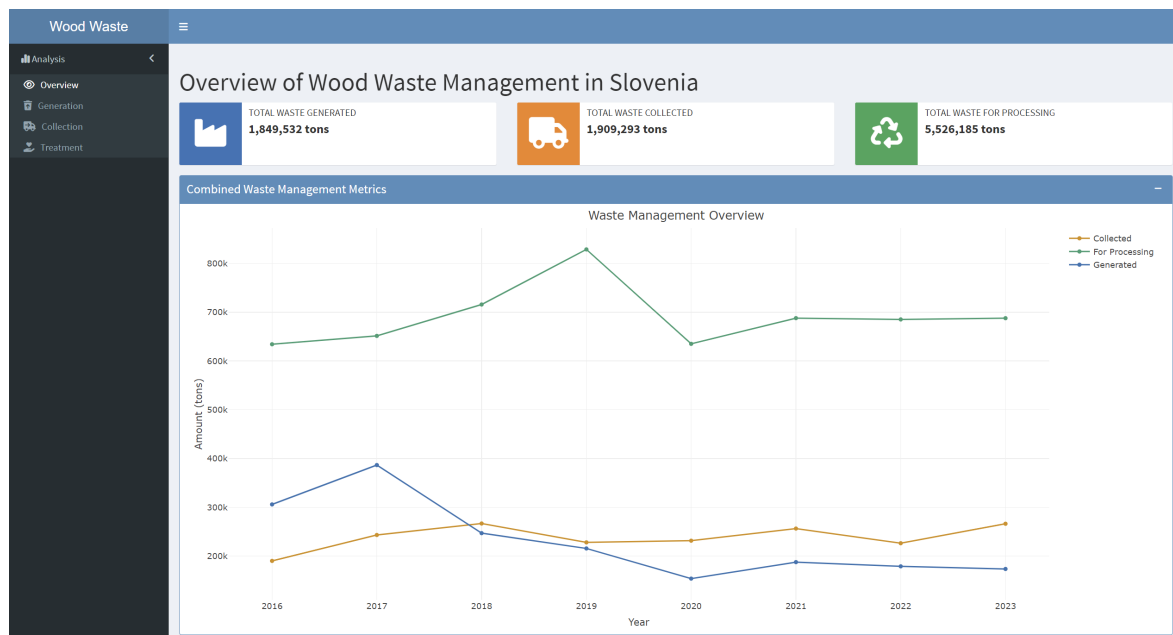 Wood Waste
Analysis
Overview
Generation
Collection
Treatment
Overview of Wood Waste Management in Slovenia
TOTAL WASTE GENERATED
1,849,532 tons
TOTAL WASTE COLLECTED
1,909,293 tons
TOTAL WASTE FOR PROCESSING
5,526,185 tons
Combined Waste Management Metrics
Waste Management Overview
Collected
For Processing
Generated
800k
700k
600k
500k
400k
300k
200k
Amount (tons)
2016 2017 2018 2019 2020 2021 2022 2023
Year